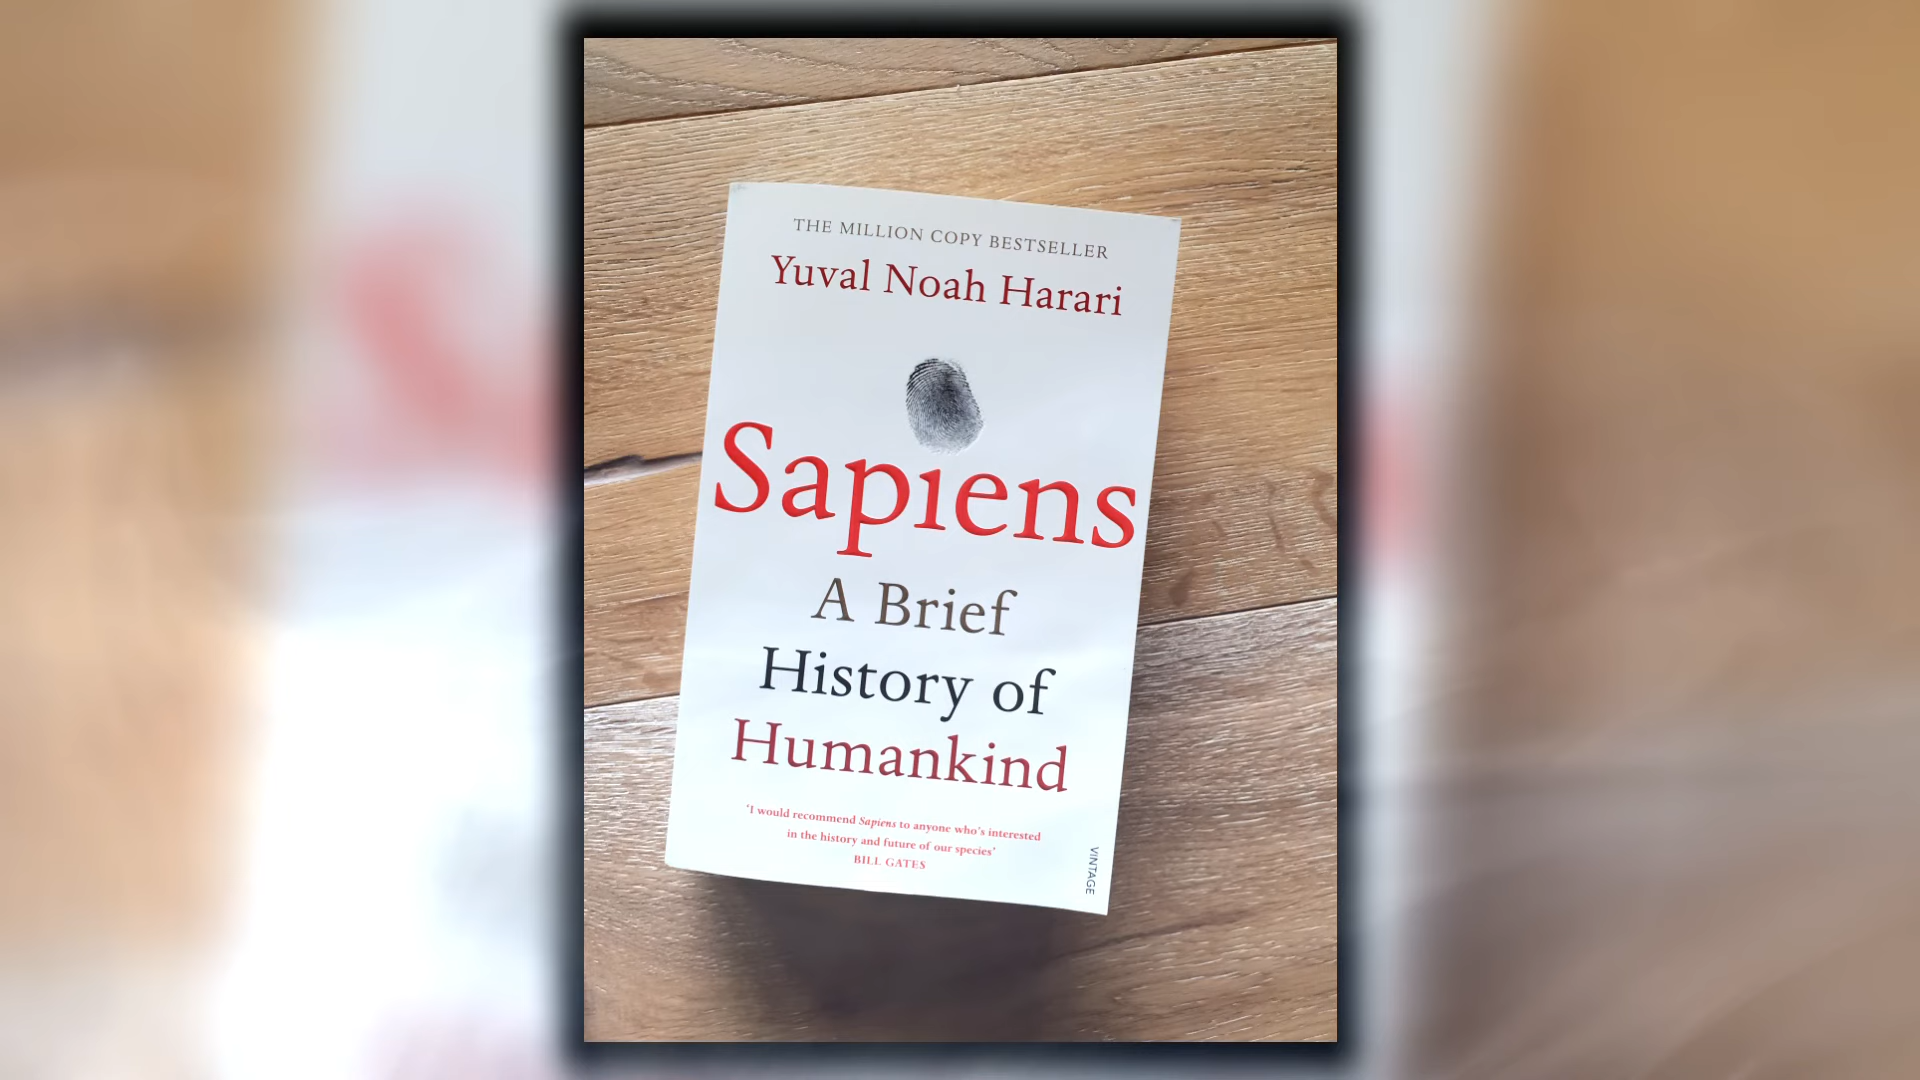 THE MILLION COPY BESTSELLER
Yuval Noah Harari
Sapiens
A Brief
History of
Humankind
'I would recommend Sapiens to anyone who's interested
in the history and future of our species'
BILL GATES
VINTAGE